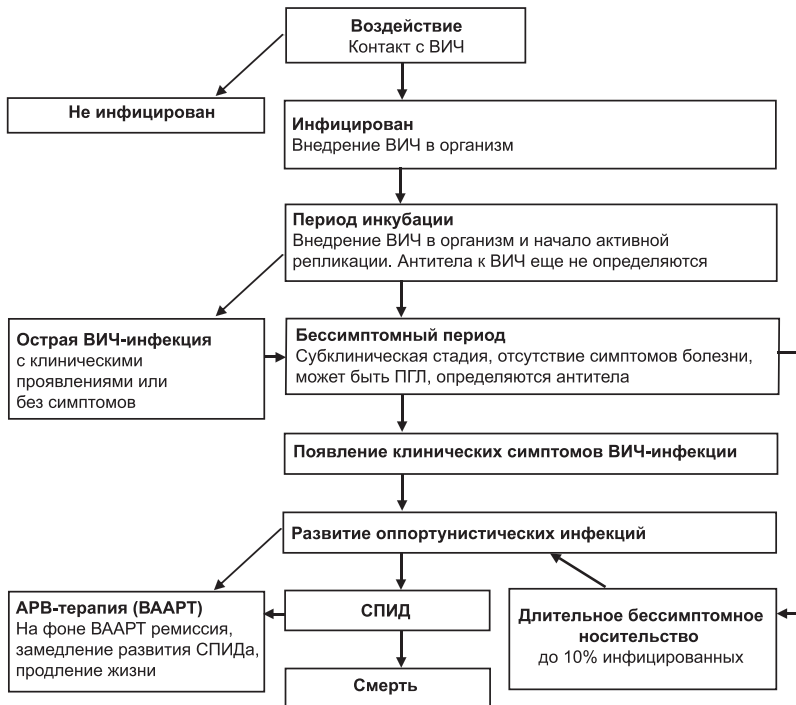 Воздействие
Контакт с ВИЧ
Не инфицирован
Инфицирован
Внедрение ВИЧ в организм
Период инкубации
Внедрение ВИЧ в организм и начало активной
репликации. Антитела к ВИЧ еще не определяются
Острая ВИЧ-инфекция
с клиническими
проявлениями или
без симптомов
Бессимптомный период
Субклиническая стадия, отсутствие симптомов болезни,
может быть ПГЛ, определяются антитела
Появление клинических симптомов ВИЧ-инфекции
Развитие оппортунистических инфекций
АРВ-терапия (ВААРТ)
На фоне ВААРТ ремиссия,
замедление развития СПИДа,
продление жизни
СПИД
Длительное бессимптомное
носительство
до 10% инфицированных
Смерть